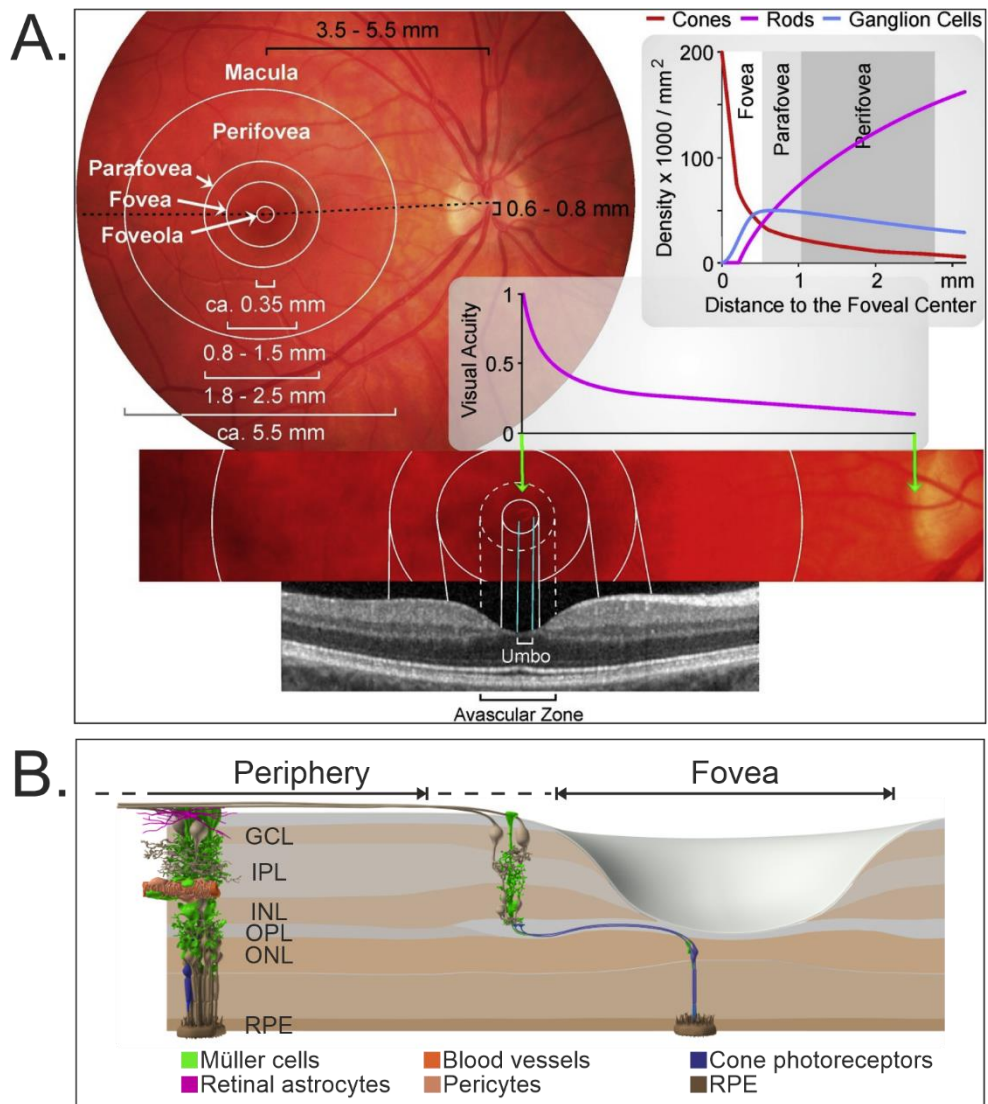 A.
3.5 - 5.5 mm
Macula
Perifovea
Parafovea
Fovea
Foveola
0.6 - 0.8 mm
ca. 0.35 mm
0.8 - 1.5 mm
1.8 - 2.5 mm
ca. 5.5 mm
Cones Rods Ganglion Cells
Density x 1000 / mm²
200
100
0
Fovea
Parafovea
Perifovea
0 1 2 mm
Distance to the Foveal Center
Visual Acuity
1
0.5
0
Umbo
Avascular Zone
B.
Periphery Fovea
GCL
IPL
INL
OPL
ONL
RPE
Müller cells Blood vessels Cone photoreceptors
Retinal astrocytes Pericytes RPE